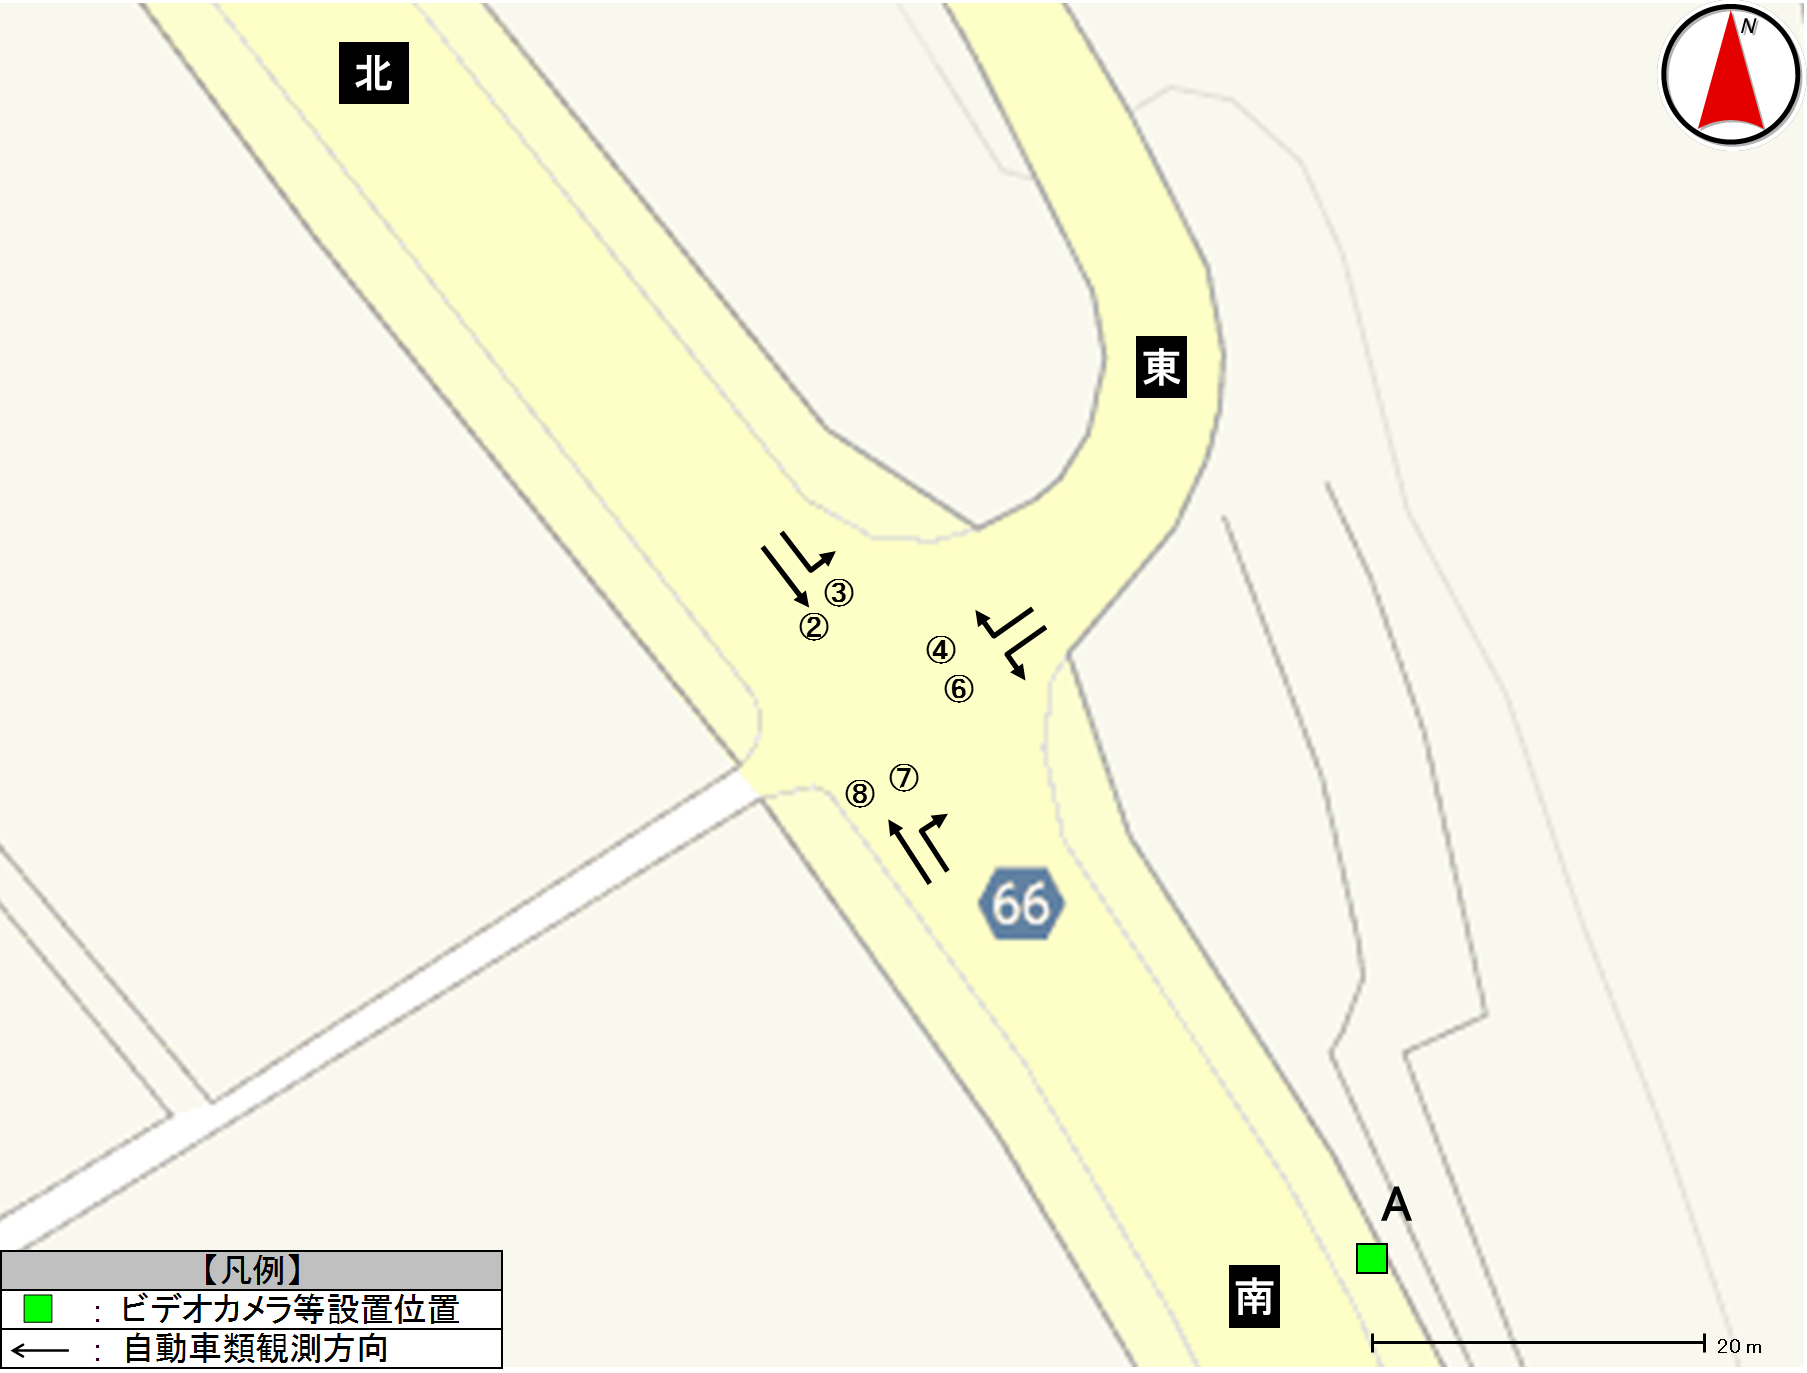 N
北
東
③
②
④
⑥
⑦
⑧
66
A
南
20m
【凡例】
： ビデオカメラ等設置位置
： 自動車類観測方向